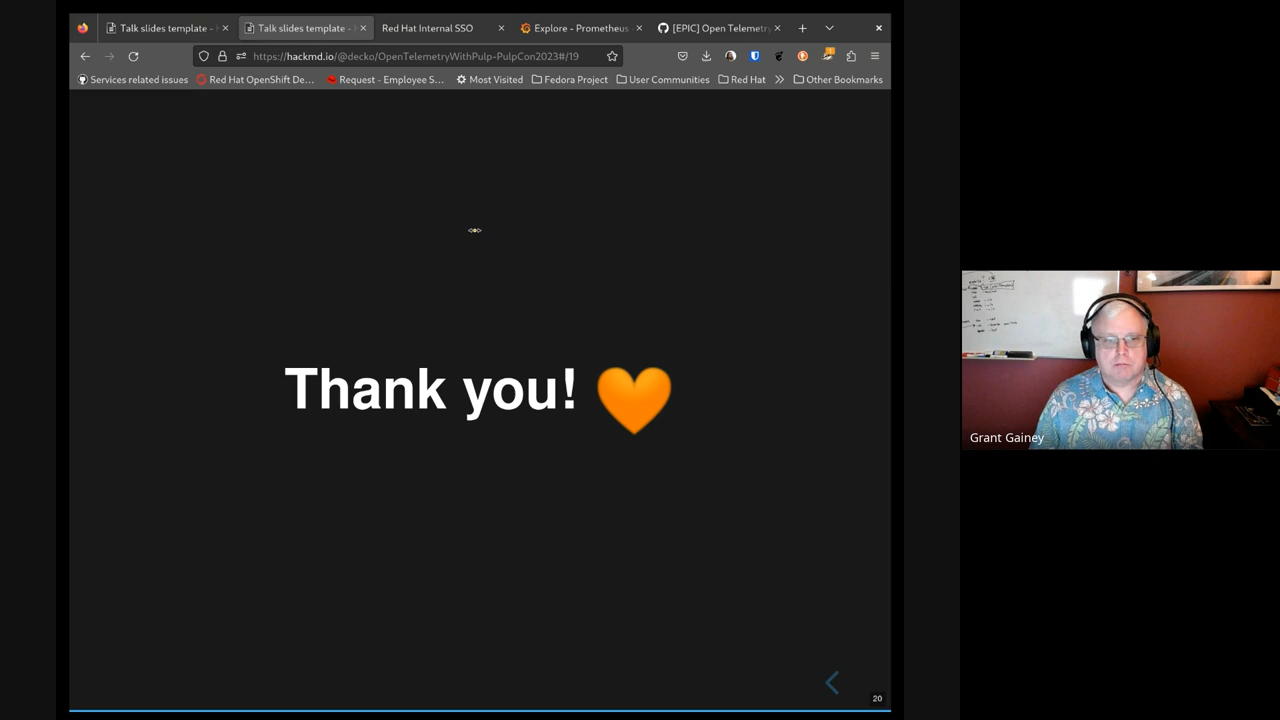 Talk slides template -
Talk slides template -
Red Hat Internal SSO
Explore - Prometheus -
[EPIC] Open Telemetry
https://hackmd.io/@decko/OpenTelemetryWithPulp-PulpCon2023#/19
Services related issues
Red Hat OpenShift De...
Request - Employee S...
Most Visited
Fedora Project
User Communities
Red Hat
Other Bookmarks
Thank you! 🧡
20
Grant Gainey